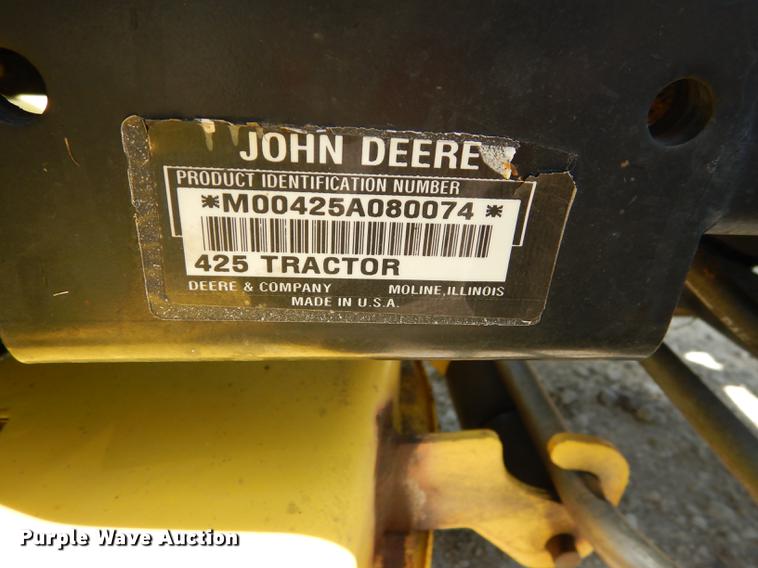 JOHN DEERE
PRODUCT IDENTIFICATION NUMBER
*M00425A080074*
425 TRACTOR
DEERE & COMPANY MOLINE, ILLINOIS
MADE IN U.S.A.
Purple Wave Auction